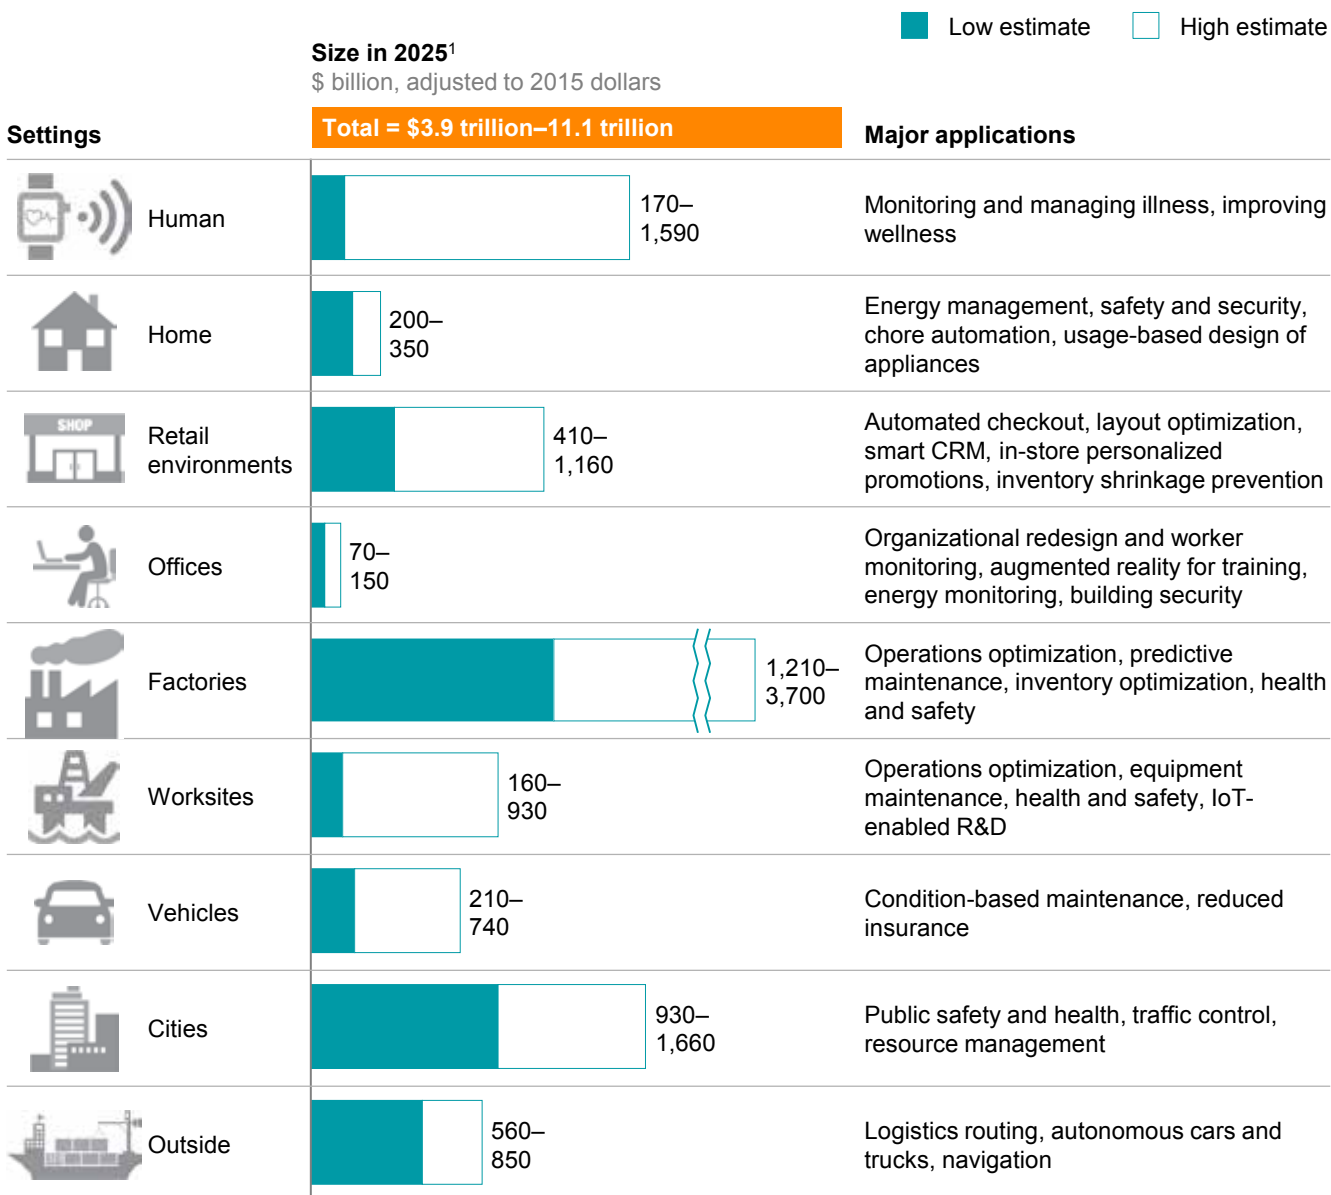 Low estimate
High estimate
Size in 2025¹
$ billion, adjusted to 2015 dollars
Settings
Total = $3.9 trillion–11.1 trillion
Major applications
Human
170–
1,590
Monitoring and managing illness, improving
wellness
Home
200–
350
Energy management, safety and security,
chore automation, usage-based design of
appliances
SHOP
Retail
environments
410–
1,160
Automated checkout, layout optimization,
smart CRM, in-store personalized
promotions, inventory shrinkage prevention
Offices
70–
150
Organizational redesign and worker
monitoring, augmented reality for training,
energy monitoring, building security
Factories
1,210–
3,700
Operations optimization, predictive
maintenance, inventory optimization, health
and safety
Worksites
160–
930
Operations optimization, equipment
maintenance, health and safety, IoT-
enabled R&D
Vehicles
210–
740
Condition-based maintenance, reduced
insurance
Cities
930–
1,660
Public safety and health, traffic control,
resource management
Outside
560–
850
Logistics routing, autonomous cars and
trucks, navigation